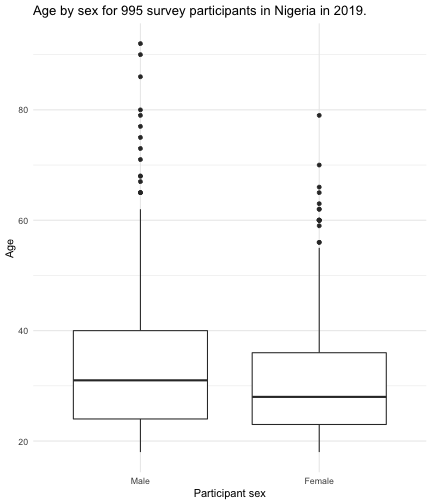 Age by sex for 995 survey participants in Nigeria in 2019.
80
60
Age
40
20
Male Female
Participant sex